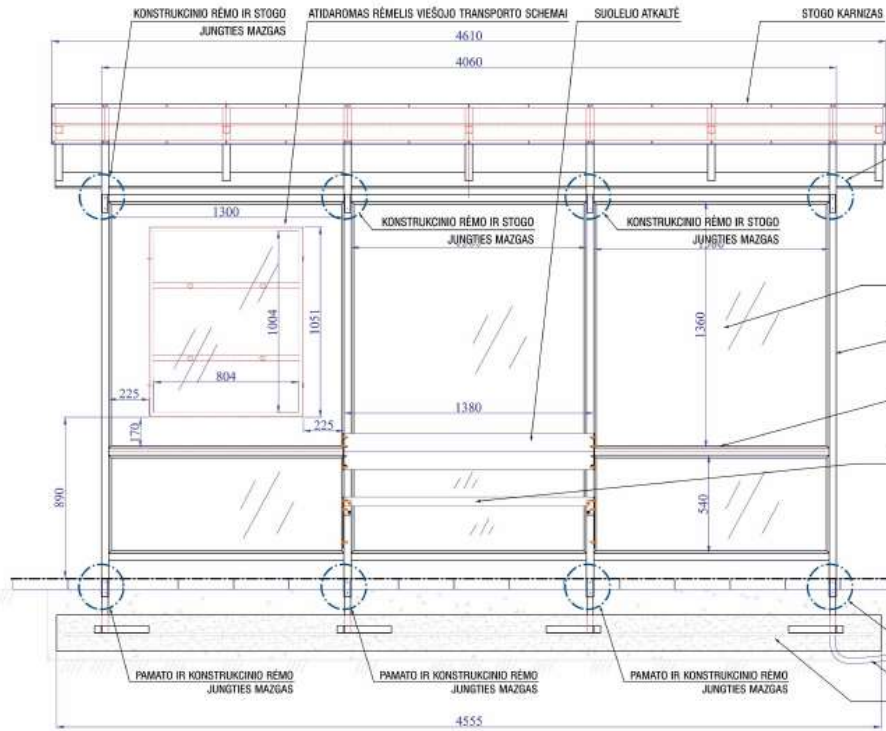 KONSTRUKCINIO RĖMO IR STOGO
JUNGTIES MAZGAS
ATIDAROMAS RĖMELIS VIEŠOJO TRANSPORTO SCHEMAI
SUOLELIO ATKALTĖ
STOGO KARNIZAS
4610
4060
1300
KONSTRUKCINIO RĖMO IR STOGO
JUNGTIES MAZGAS
KONSTRUKCINIO RĖMO IR STOGO
JUNGTIES MAZGAS
1004
1051
1360
804
225
225
1380
170
890
540
PAMATO IR KONSTRUKCINIO RĖMO
JUNGTIES MAZGAS
PAMATO IR KONSTRUKCINIO RĖMO
JUNGTIES MAZGAS
PAMATO IR KONSTRUKCINIO RĖMO
JUNGTIES MAZGAS
4555